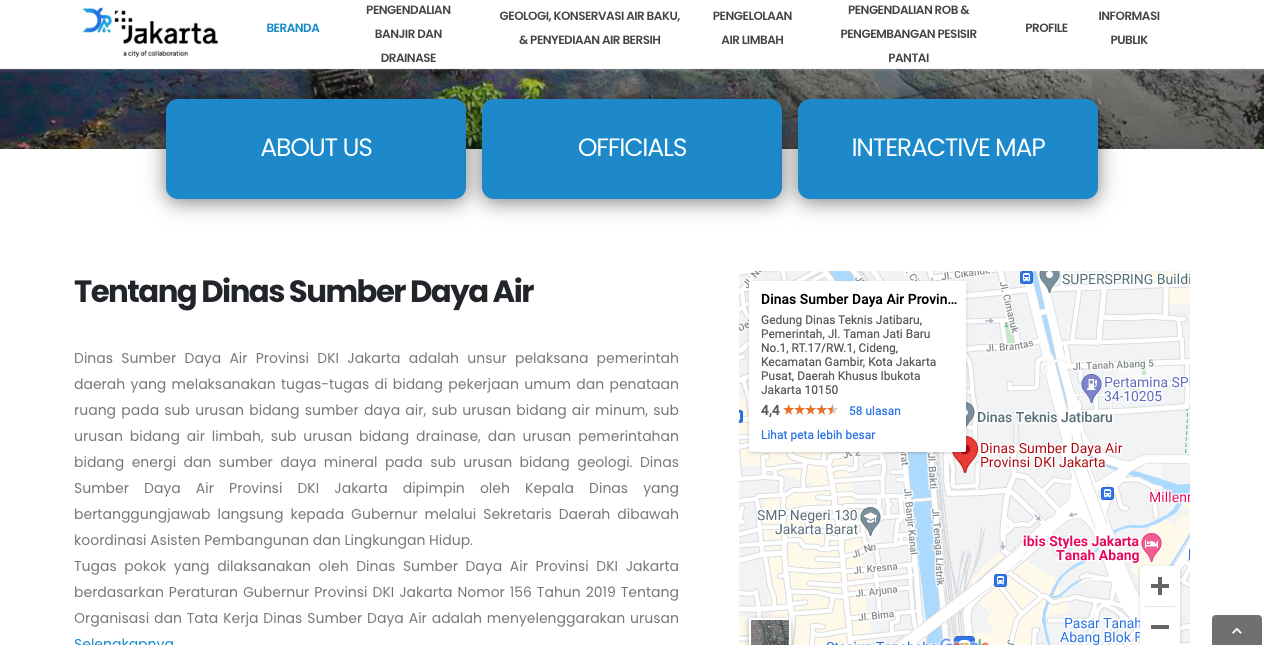 Jakarta
a city of collaboration
BERANDA
PENGENDALIAN
BANJIR DAN
DRAINASE
GEOLOGI, KONSERVASI AIR BAKU,
& PENYEDIAAN AIR BERSIH
PENGELOLAAN
AIR LIMBAH
PENGENDALIAN ROB &
PENGEMBANGAN PESISIR
PANTAI
PROFILE
INFORMASI
PUBLIK
ABOUT US
OFFICIALS
INTERACTIVE MAP
Tentang Dinas Sumber Daya Air
Dinas Sumber Daya Air Provinsi DKI Jakarta adalah unsur pelaksana pemerintah
daerah yang melaksanakan tugas-tugas di bidang pekerjaan umum dan penataan
ruang pada sub urusan bidang sumber daya air, sub urusan bidang air minum, sub
urusan bidang air limbah, sub urusan bidang drainase, dan urusan pemerintahan
bidang energi dan sumber daya mineral pada sub urusan bidang geologi. Dinas
Sumber Daya Air Provinsi DKI Jakarta dipimpin oleh Kepala Dinas yang
bertanggungjawab langsung kepada Gubernur melalui Sekretaris Daerah dibawah
koordinasi Asisten Pembangunan dan Lingkungan Hidup.
Tugas pokok yang dilaksanakan oleh Dinas Sumber Daya Air Provinsi DKI Jakarta
berdasarkan Peraturan Gubernur Provinsi DKI Jakarta Nomor 156 Tahun 2019 Tentang
Organisasi dan Tata Kerja Dinas Sumber Daya Air adalah menyelenggarakan urusan
Selengkapnya
Dinas Sumber Daya Air Provin...
Gedung Dinas Teknis Jatibaru,
Pemerintah, Jl. Taman Jati Baru
No.1, RT.17/RW.1, Cideng,
Kecamatan Gambir, Kota Jakarta
Pusat, Daerah Khusus Ibukota
Jakarta 10150
4,4
58 ulasan
Lihat peta lebih besar
Jl. Cikande
SUPERSPRING Buildi
Jl. Cimanuk
Jl. Brantas
Jl. Tanah Abang 5
Pertamina SP
34-10205
Dinas Teknis Jatibaru
Dinas Sumber Daya Air
Provinsi DKI Jakarta
Jl. Bakti
Jl. Banjir Kanal
Jl. Tenaga Listrik
Millenn
SMP Negeri 130
Jakarta Barat
ibis Styles Jakarta
Tanah Abang
Jl. Kresna
Jl. Arjuna
Jl. Bima
Pasar Tanah
Abang Blok F
Google